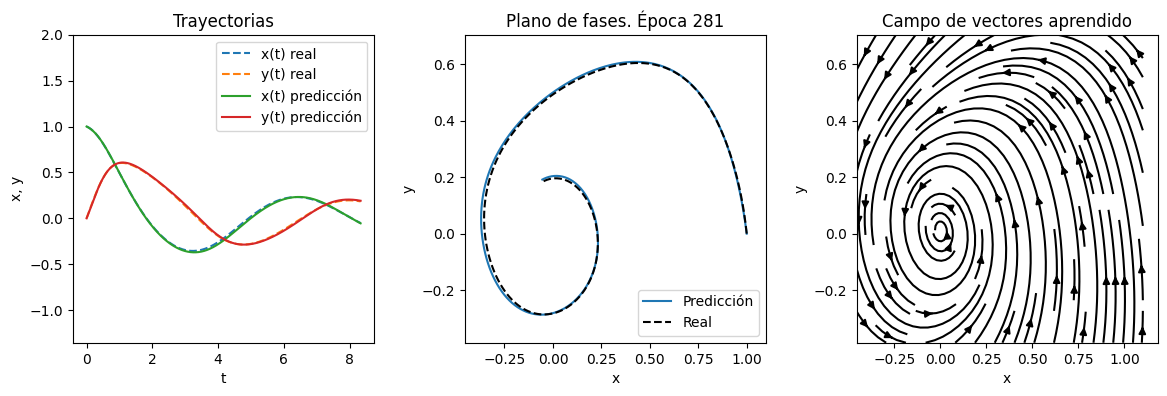 Trayectorias
x, y
2.0
1.5
1.0
0.5
0.0
−0.5
−1.0
0
2
4
6
8
t
x(t) real
y(t) real
x(t) predicción
y(t) predicción
Plano de fases. Época 281
y
0.6
0.4
0.2
0.0
−0.2
−0.25
0.00
0.25
0.50
0.75
1.00
x
Predicción
Real
Campo de vectores aprendido
y
0.6
0.4
0.2
0.0
−0.2
−0.25
0.00
0.25
0.50
0.75
1.00
x